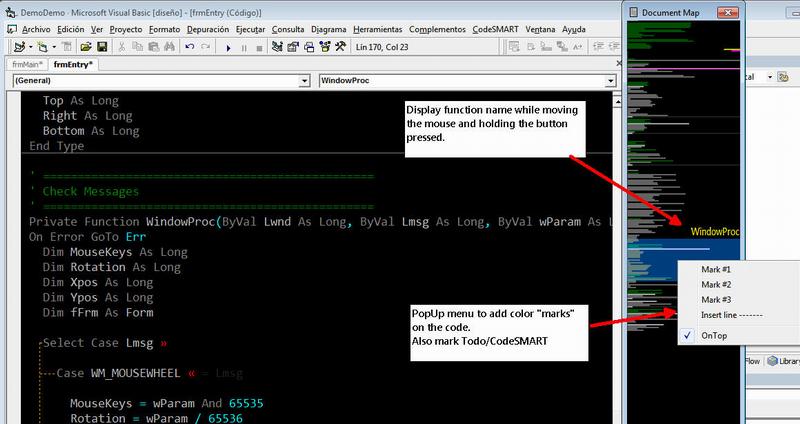 DemoDemo - Microsoft Visual Basic [diseño] - [frmEntry (Código)]
Document Map
Archivo Edición Ver Proyecto Formato Depuración Ejecutar Consulta Diagrama Herramientas Complementos CodeSMART Ventana Ayuda
Lin 170, Col 23
frmMain* frmEntry*
(General) WindowProc
Top As Long
Right As Long
Bottom As Long
End Type
Display function name while moving
the mouse and holding the button
pressed.
' ============================================
' Check Messages
' ============================================
Private Function WindowProc(ByVal Lwnd As Long, ByVal Lmsg As Long, ByVal wParam As L
On Error GoTo Err
Dim MouseKeys As Long
Dim Rotation As Long
Dim Xpos As Long
Dim Ypos As Long
Dim fFrm As Form
WindowProc
Mark #1
Mark #2
Mark #3
Insert line -------
OnTop
PopUp menu to add color "marks"
on the code.
Also mark Todo/CodeSMART
Select Case Lmsg »
Case WM_MOUSEWHEEL « = Lmsg
MouseKeys = wParam And 65535
Rotation = wParam / 65536
al
Flow Library